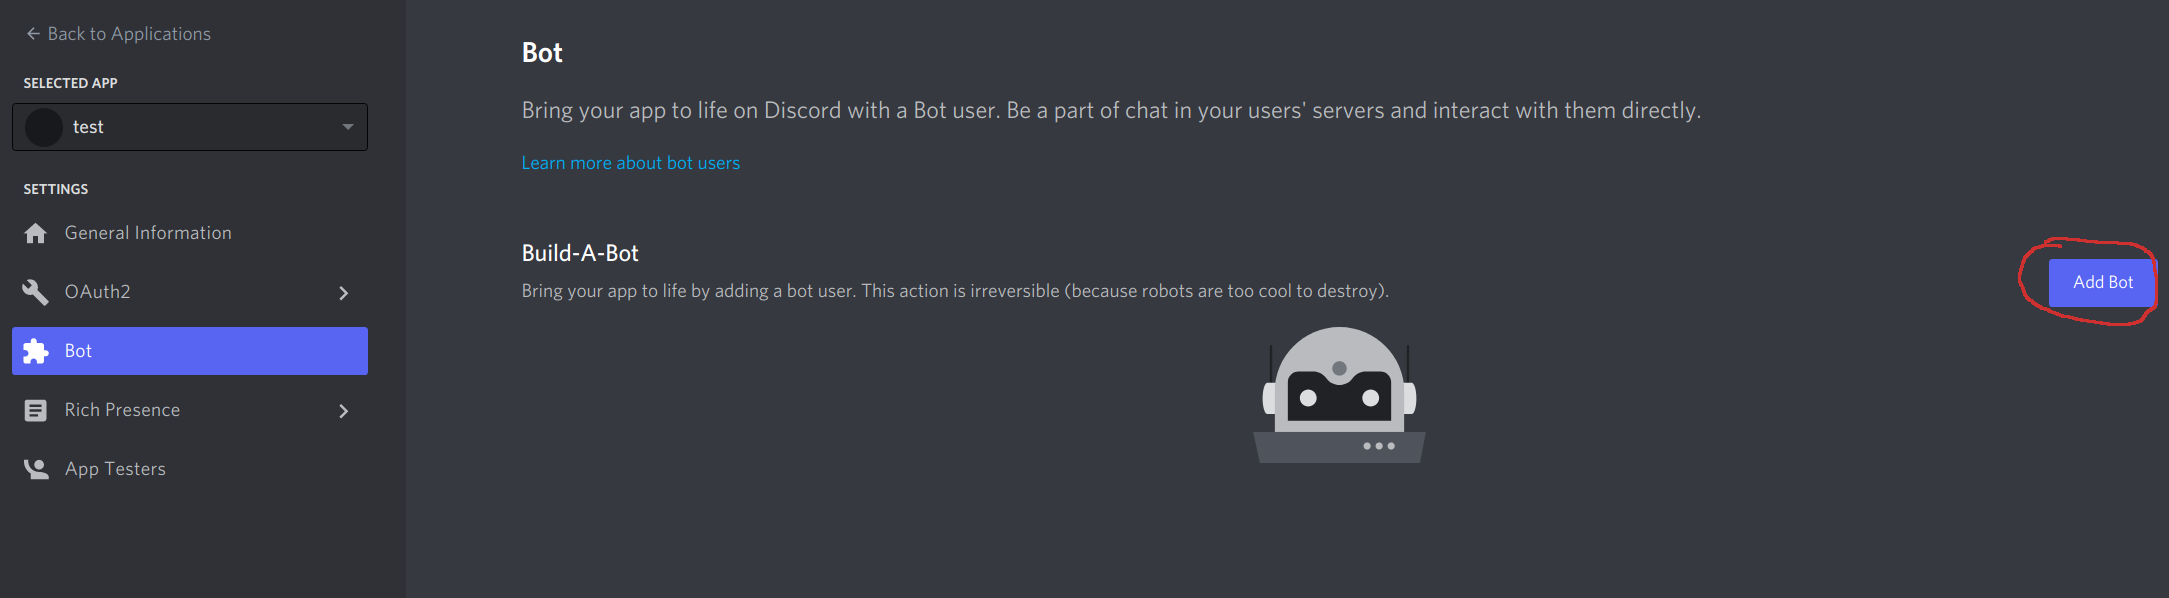 Back to Applications
SELECTED APP
test
SETTINGS
General Information
OAuth2
Bot
Rich Presence
App Testers
Bot
Bring your app to life on Discord with a Bot user. Be a part of chat in your users' servers and interact with them directly.
Learn more about bot users
Build-A-Bot
Bring your app to life by adding a bot user. This action is irreversible (because robots are too cool to destroy).
Add Bot